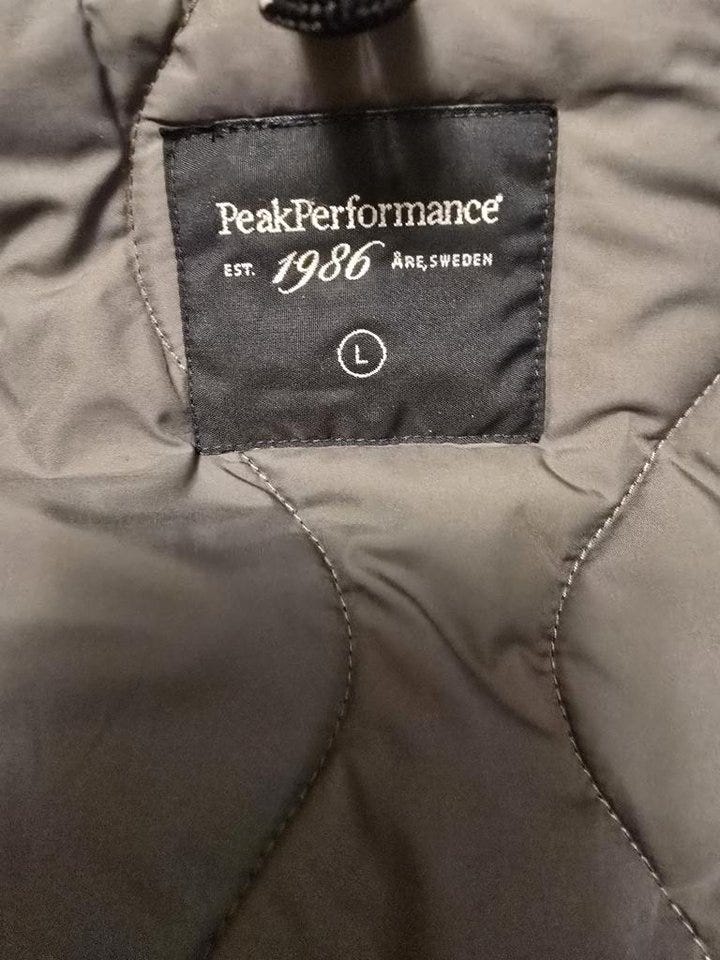 PeakPerformance®
EST. 1986 ÅRE, SWEDEN
L